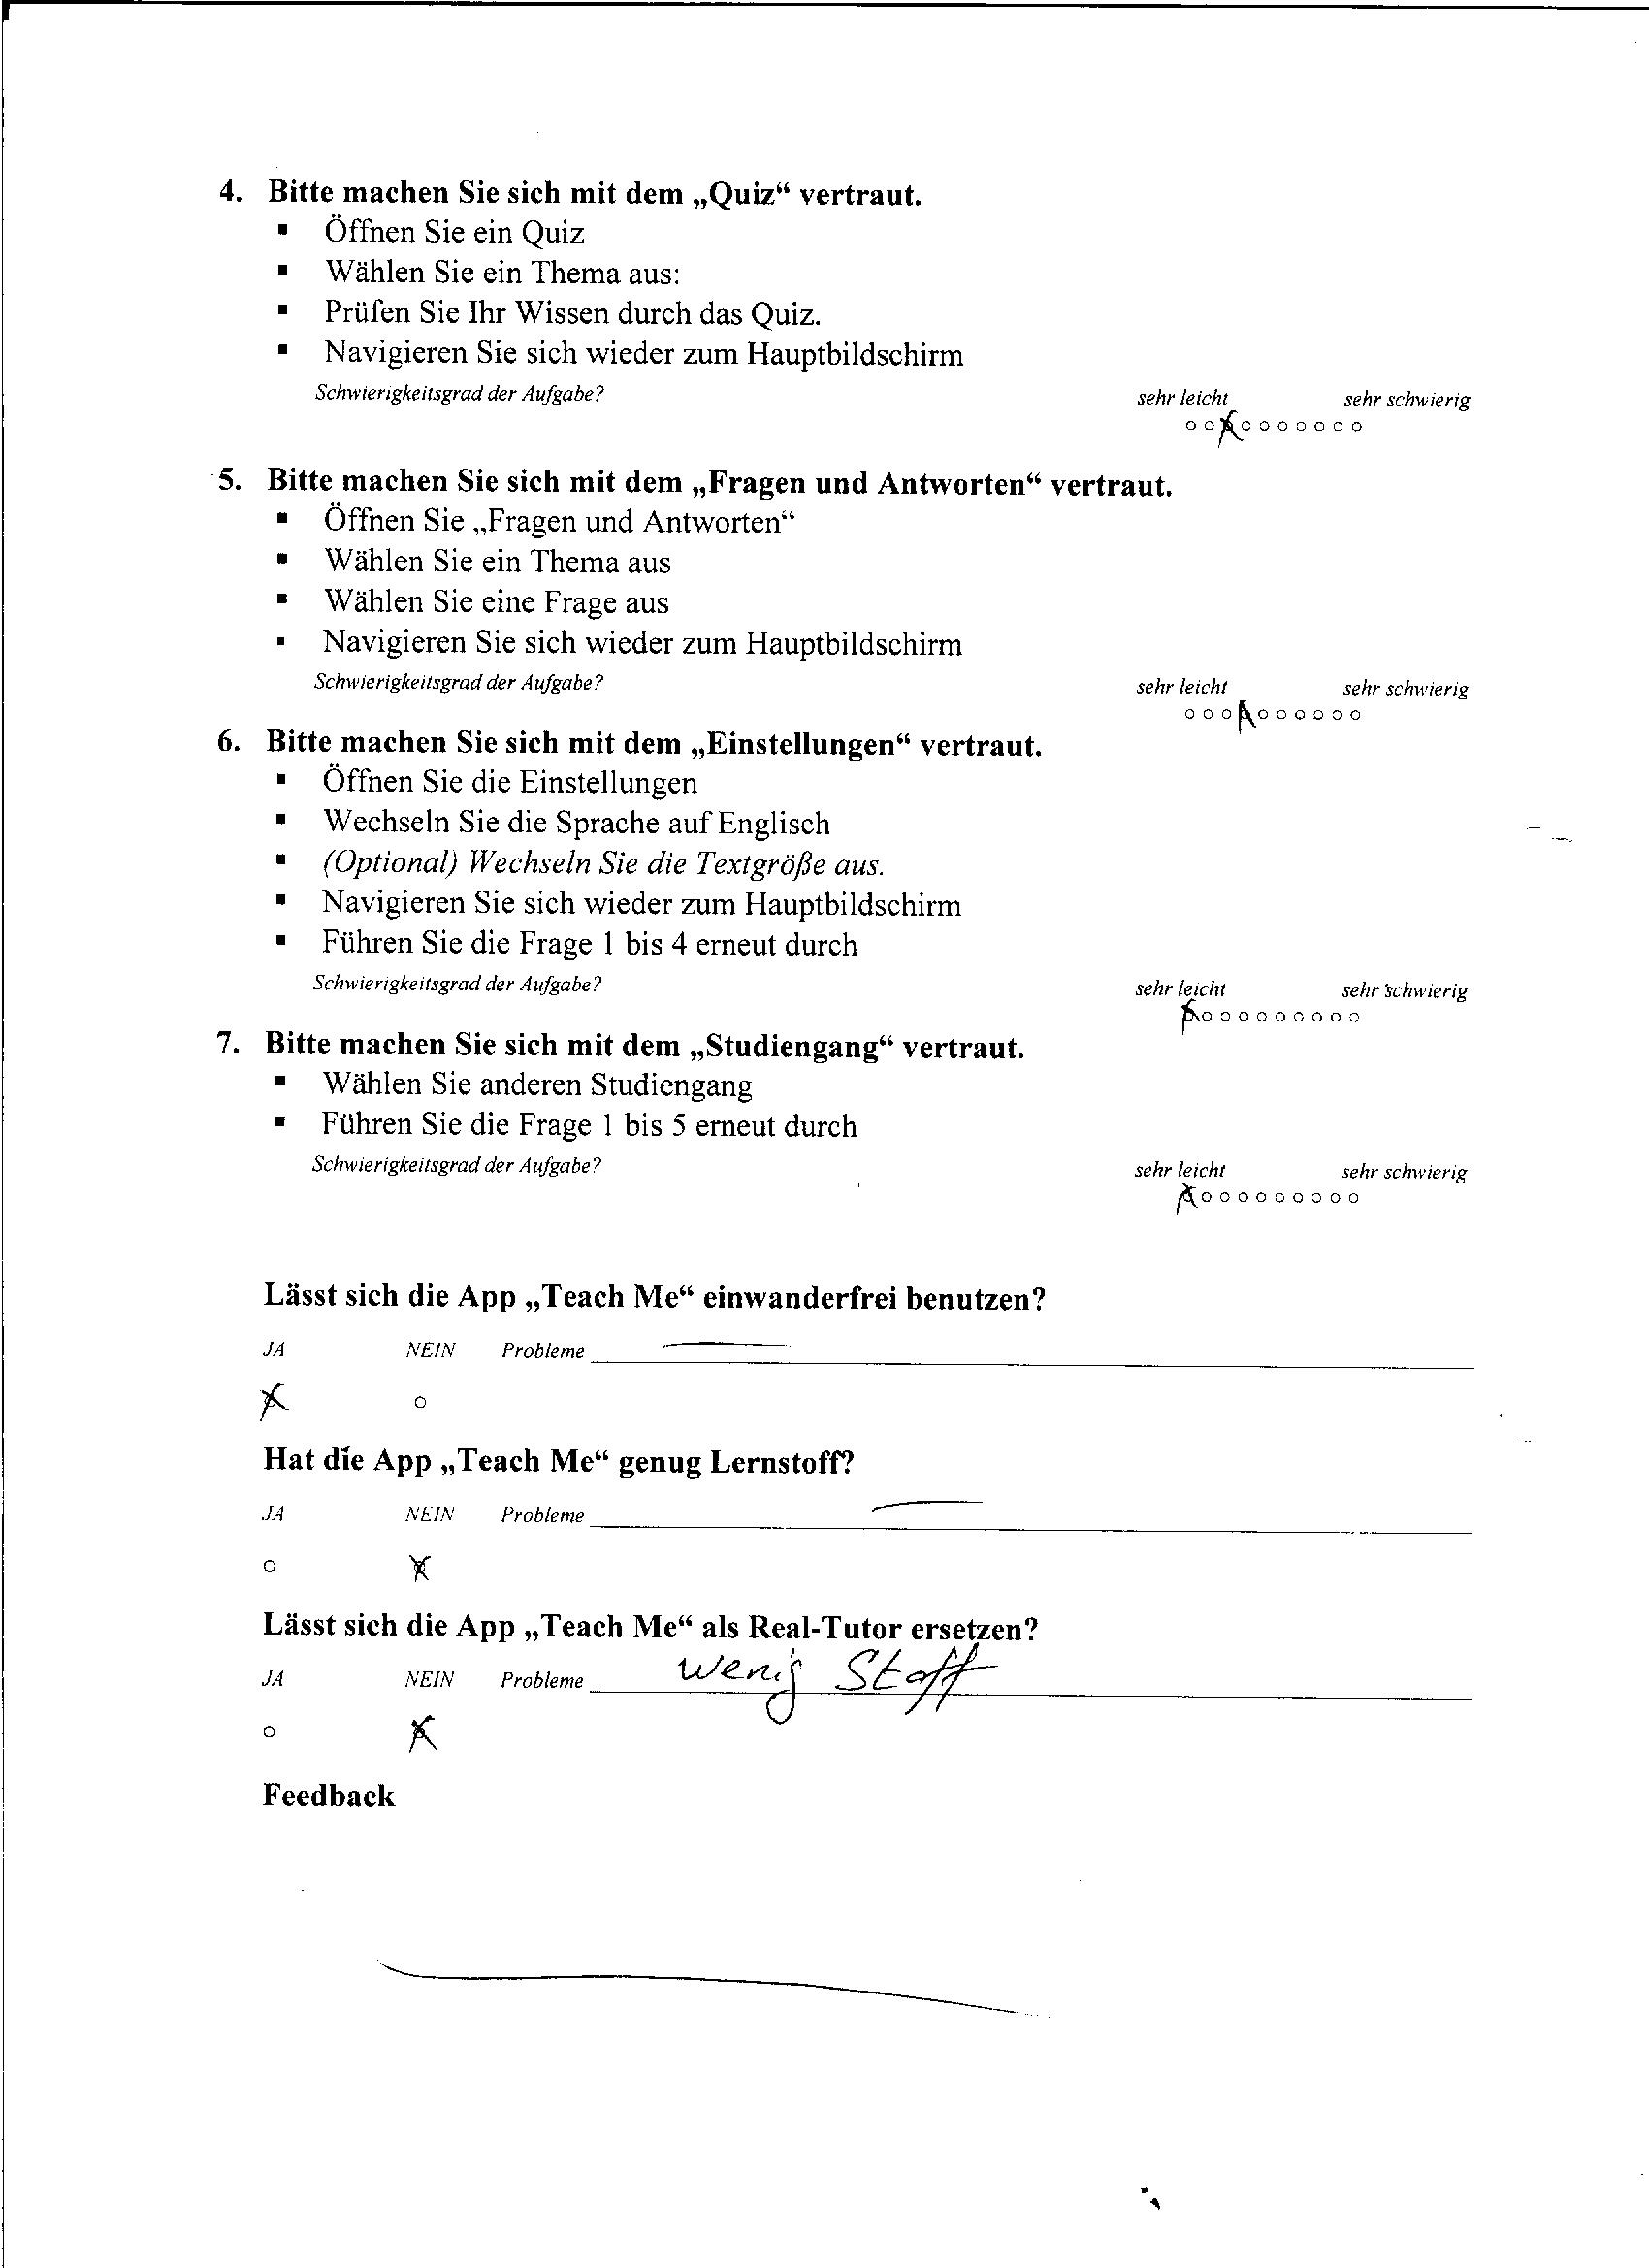 4. Bitte machen Sie sich mit dem „Quiz“ vertraut.
▪ Öffnen Sie ein Quiz
▪ Wählen Sie ein Thema aus:
▪ Prüfen Sie Ihr Wissen durch das Quiz.
▪ Navigieren Sie sich wieder zum Hauptbildschirm
Schwierigkeitsgrad der Aufgabe? sehr leicht sehr schwierig
5. Bitte machen Sie sich mit dem „Fragen und Antworten“ vertraut.
▪ Öffnen Sie „Fragen und Antworten“
▪ Wählen Sie ein Thema aus
▪ Wählen Sie eine Frage aus
▪ Navigieren Sie sich wieder zum Hauptbildschirm
Schwierigkeitsgrad der Aufgabe? sehr leicht sehr schwierig
6. Bitte machen Sie sich mit dem „Einstellungen“ vertraut.
▪ Öffnen Sie die Einstellungen
▪ Wechseln Sie die Sprache auf Englisch
▪ (Optional) Wechseln Sie die Textgröße aus.
▪ Navigieren Sie sich wieder zum Hauptbildschirm
▪ Führen Sie die Frage 1 bis 4 erneut durch
Schwierigkeitsgrad der Aufgabe? sehr leicht sehr schwierig
7. Bitte machen Sie sich mit dem „Studiengang“ vertraut.
▪ Wählen Sie anderen Studiengang
▪ Führen Sie die Frage 1 bis 5 erneut durch
Schwierigkeitsgrad der Aufgabe? sehr leicht sehr schwierig
Lässt sich die App „Teach Me“ einwanderfrei benutzen?
JA NEIN Probleme
Hat die App „Teach Me“ genug Lernstoff?
JA NEIN Probleme
Lässt sich die App „Teach Me“ als Real-Tutor ersetzen?
JA NEIN Probleme wenig Stoff
Feedback